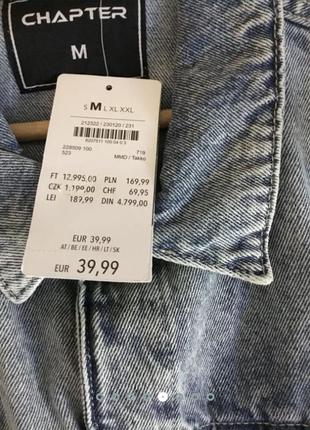 CHAPTER
M
S M L XL XXL
212322 / 230120 / 231
228509 100 719
523 MMD / Takko
FT 12.995,00 PLN 169,99
CZK 1.199,00 CHF 69,95
LEI 189,99 DIN 4.799,00
EUR 39,99
AT/BE/EE/HR/LT/SK
EUR 39,99